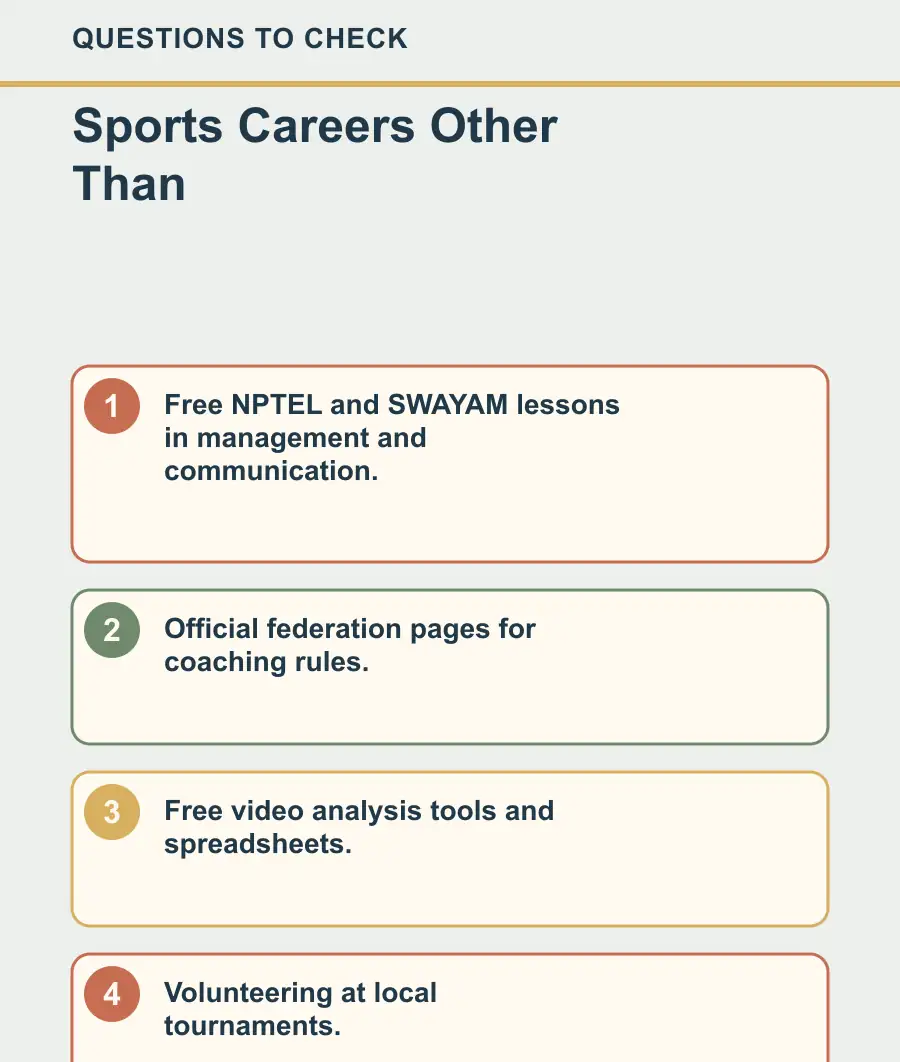 QUESTIONS TO CHECK
Sports Careers Other
Than
1
Free NPTEL and SWAYAM lessons
in management and
communication.
2
Official federation pages for
coaching rules.
3
Free video analysis tools and
spreadsheets.
4
Volunteering at local
tournaments.